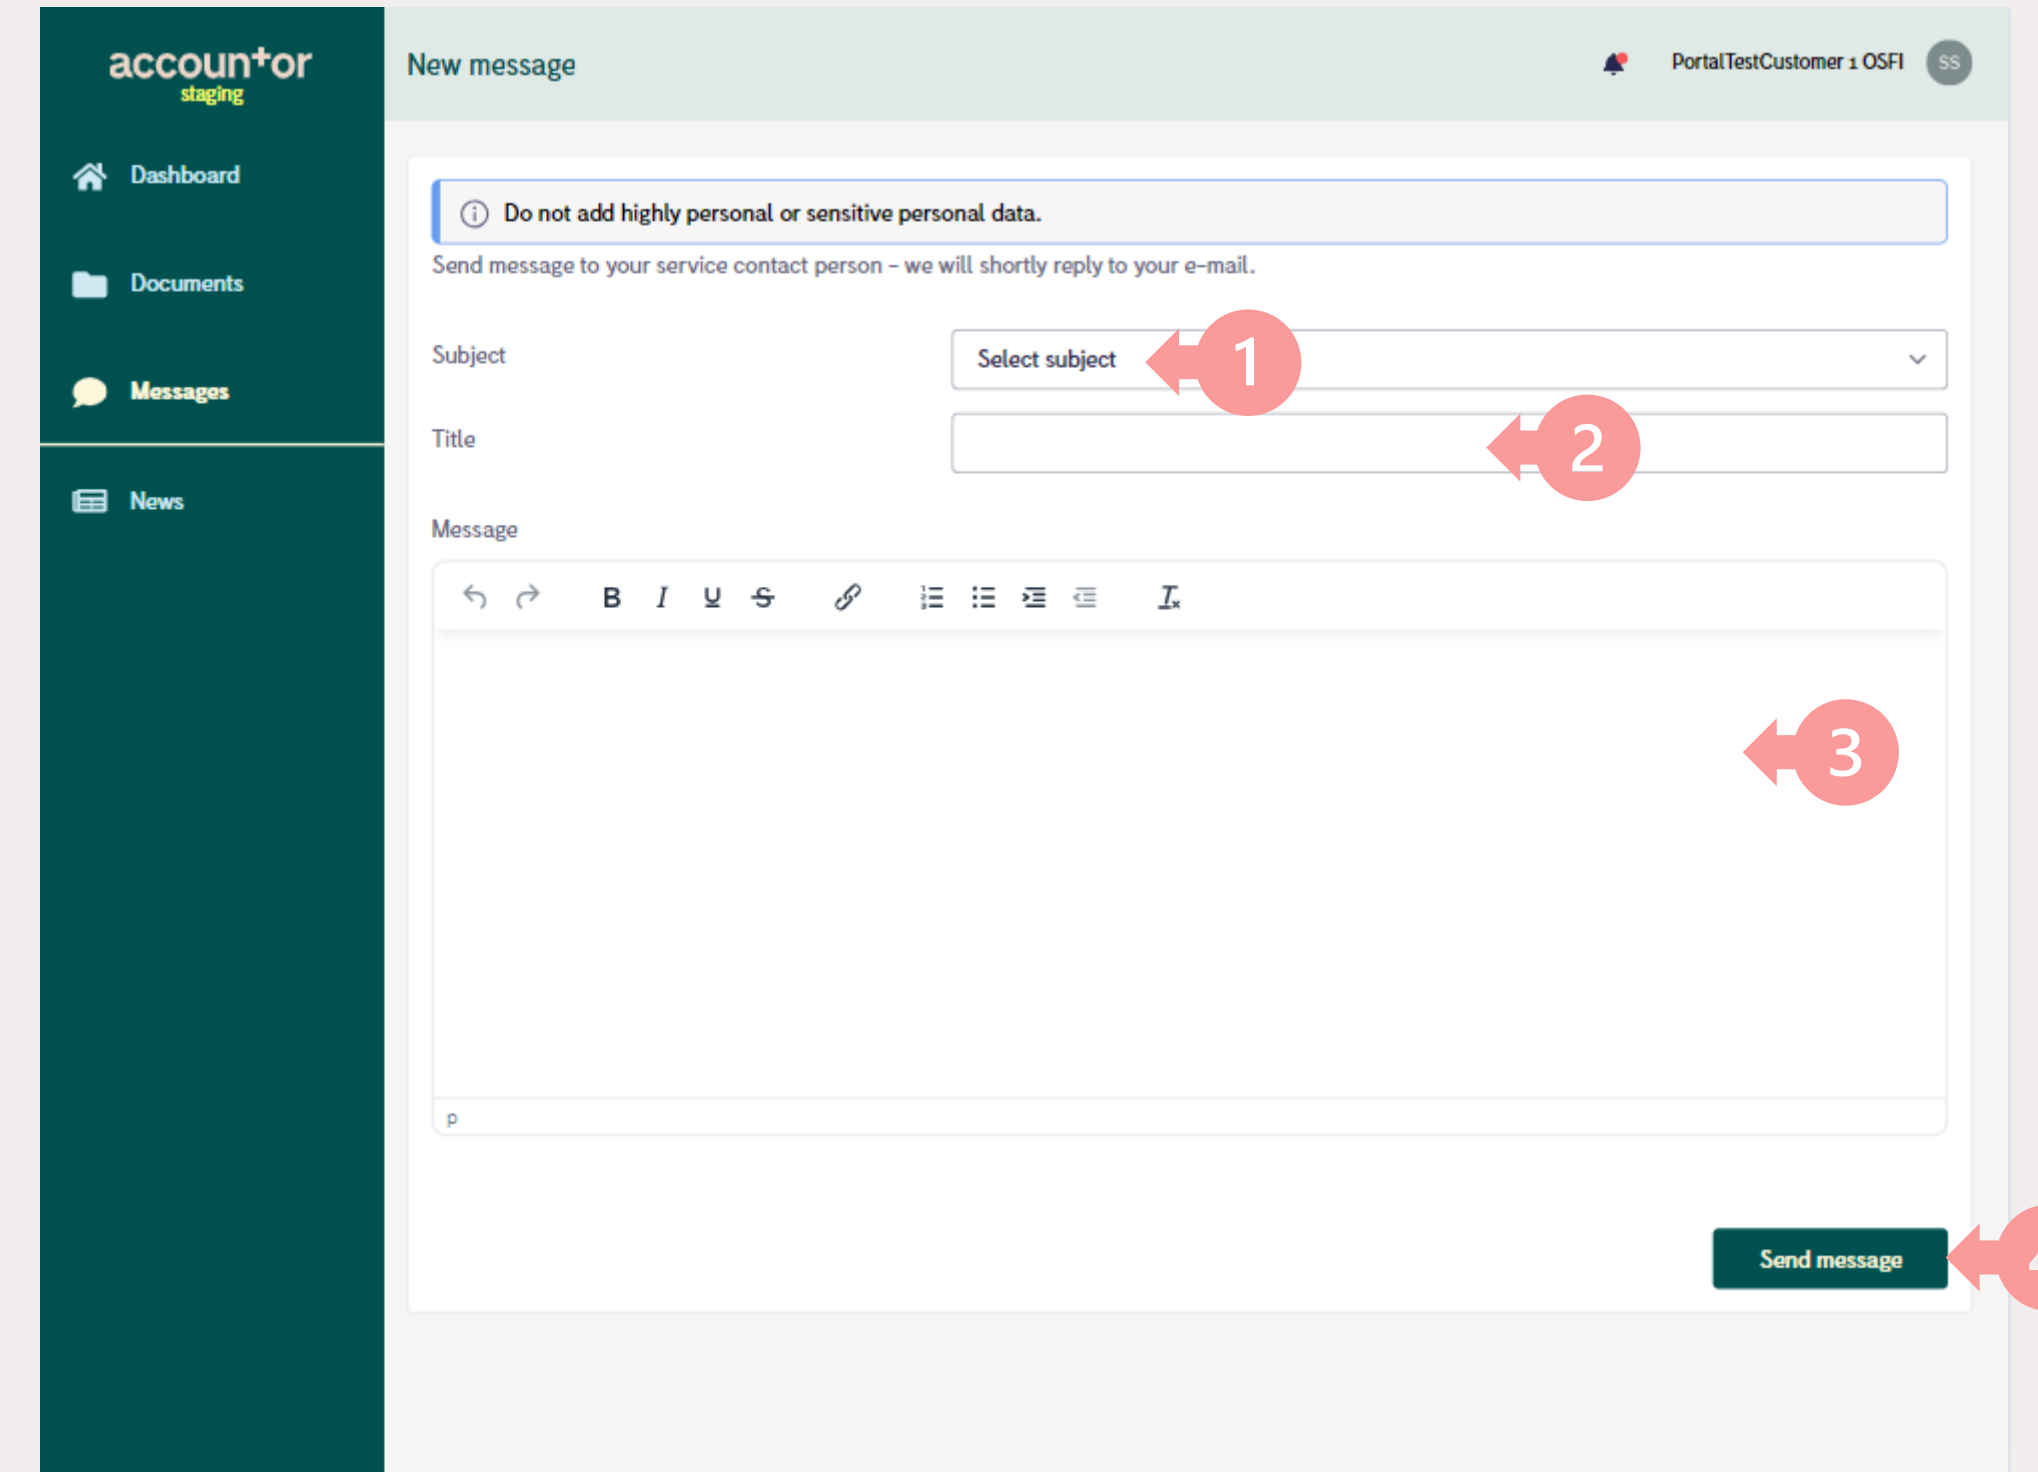 accountor
staging
New message
PortalTestCustomer 1 OSFI
SS
Dashboard
Documents
Messages
News
Do not add highly personal or sensitive personal data.
Send message to your service contact person – we will shortly reply to your e-mail.
Subject
Select subject
1
Title
2
Message
B I U S
3
p
Send message